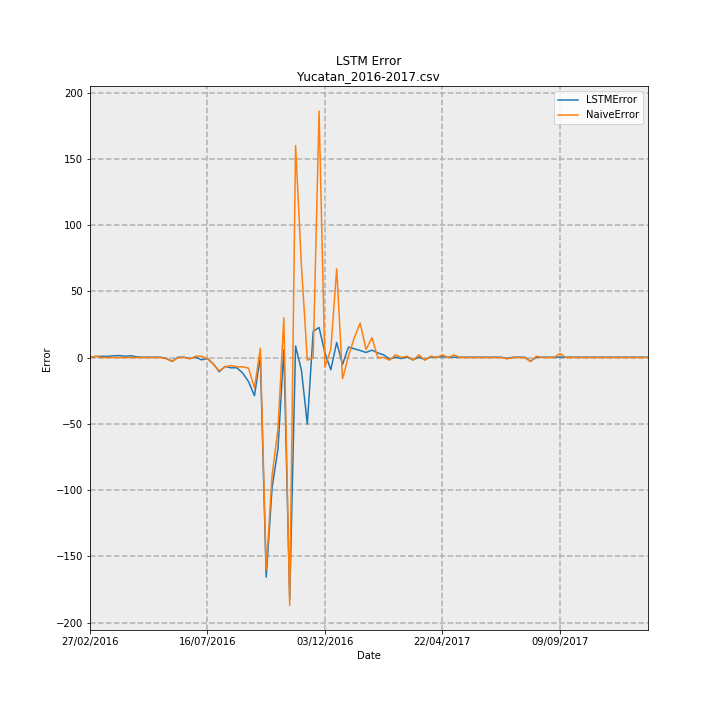 LSTM Error
Yucatan_2016-2017.csv
LSTMError
NaiveError
200
150
100
50
0
−50
−100
−150
−200
Error
27/02/2016 16/07/2016 03/12/2016 22/04/2017 09/09/2017
Date